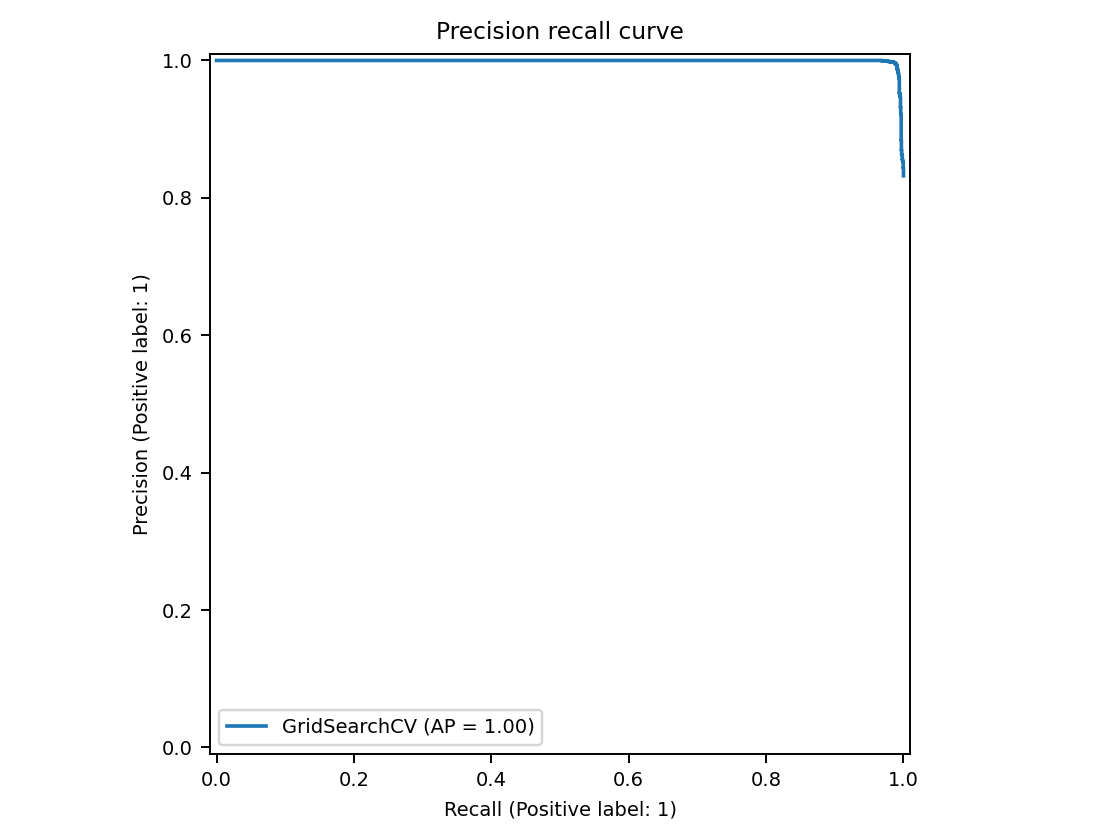 Precision recall curve
1.0
0.8
0.6
0.4
0.2
0.0
Precision (Positive label: 1)
GridSearchCV (AP = 1.00)
0.0 0.2 0.4 0.6 0.8 1.0
Recall (Positive label: 1)